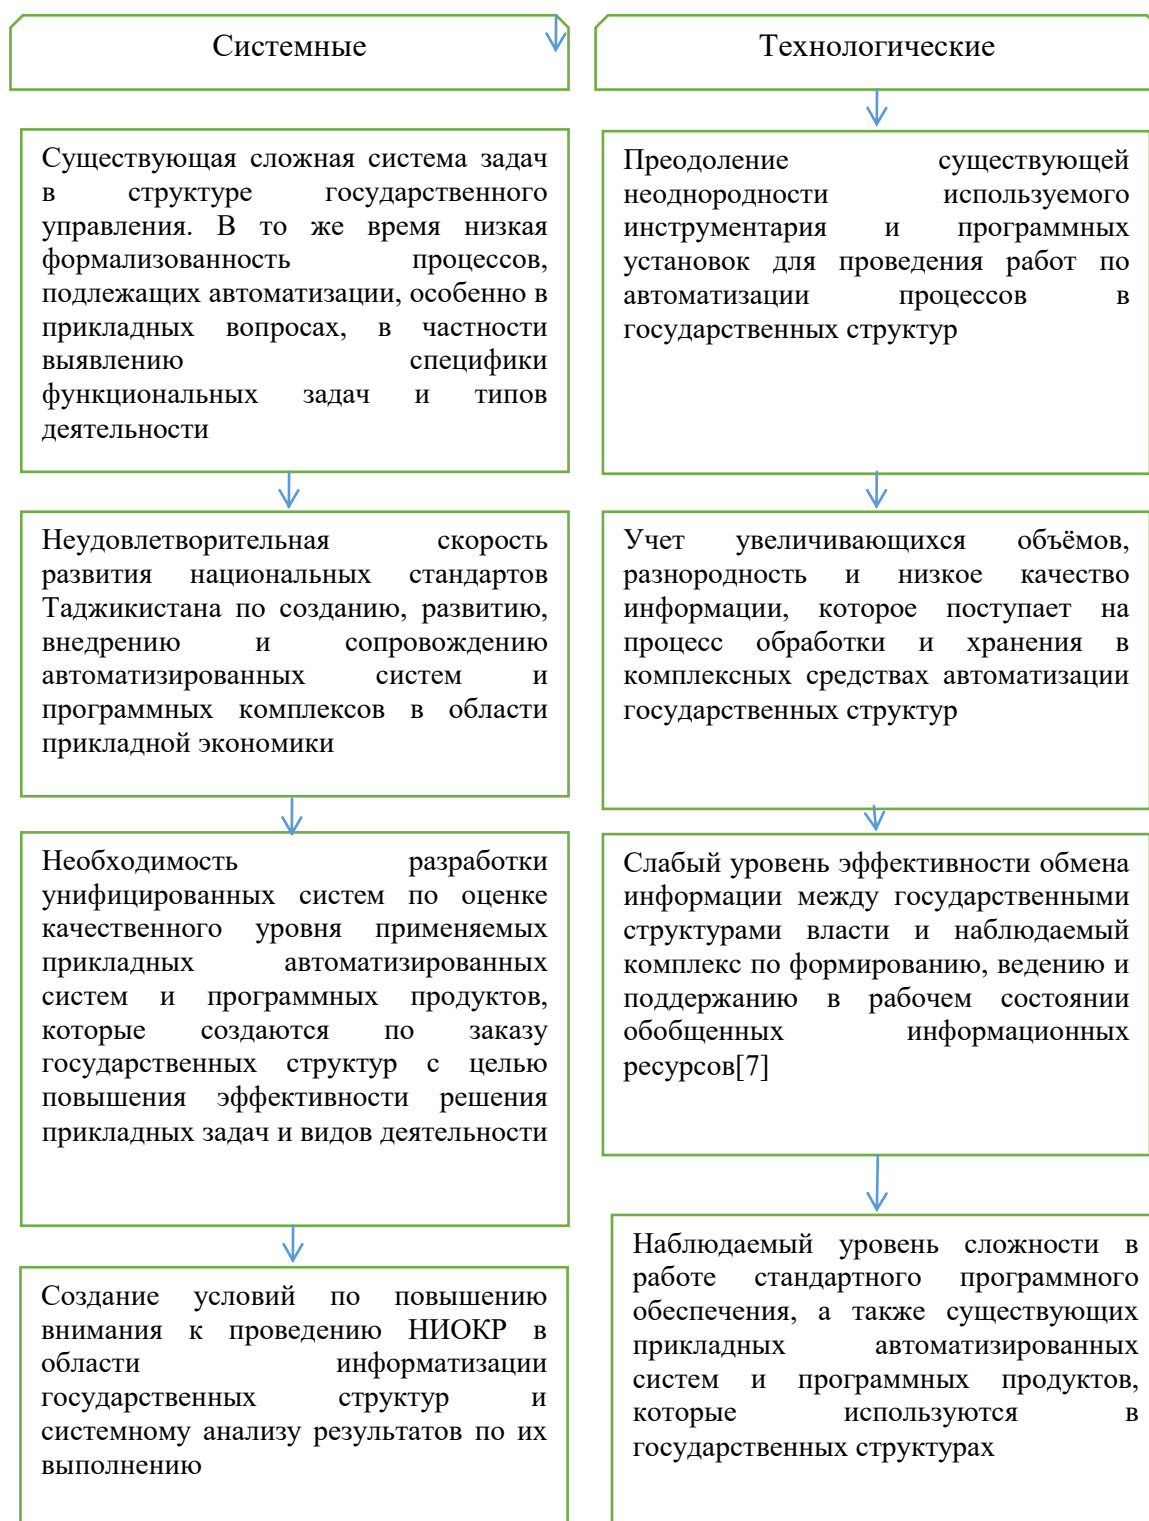 Системные
Существующая сложная система задач
в структуре государственного
управления. В то же время низкая
формализованность процессов,
подлежащих автоматизации, особенно в
прикладных вопросах, в частности
выявлению специфики
функциональных задач и типов
деятельности
Неудовлетворительная скорость
развития национальных стандартов
Таджикистана по созданию, развитию,
внедрению и сопровождению
автоматизированных систем и
программных комплексов в области
прикладной экономики
Необходимость разработки
унифицированных систем по оценке
качественного уровня применяемых
прикладных автоматизированных
систем и программных продуктов,
которые создаются по заказу
государственных структур с целью
повышения эффективности решения
прикладных задач и видов деятельности
Создание условий по повышению
внимания к проведению НИОКР в
области информатизации
государственных структур и
системному анализу результатов по их
выполнению
Технологические
Преодоление существующей
неоднородности используемого
инструментария и программных
установок для проведения работ по
автоматизации процессов в
государственных структур
Учет увеличивающихся объёмов,
разнородность и низкое качество
информации, которое поступает на
процесс обработки и хранения в
комплексных средствах автоматизации
государственных структур
Слабый уровень эффективности обмена
информации между государственными
структурами власти и наблюдаемый
комплекс по формированию, ведению и
поддержанию в рабочем состоянии
обобщенных информационных
ресурсов[7]
Наблюдаемый уровень сложности в
работе стандартного программного
обеспечения, а также существующих
прикладных автоматизированных
систем и программных продуктов,
которые используются в
государственных структурах